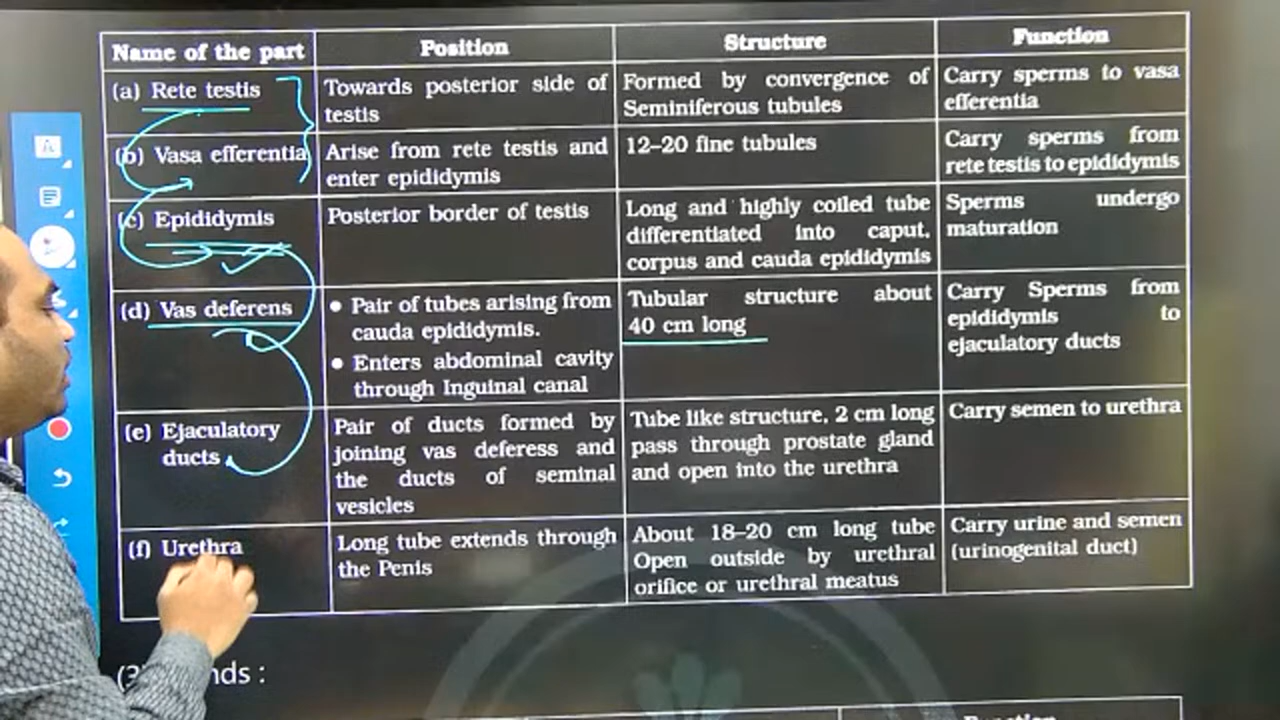 Name of the part
Position
Structure
Function
(a) Rete testis
Towards posterior side of
testis
Formed by convergence of
Seminiferous tubules
Carry sperms to vasa
efferentia
(b) Vasa efferentia
Arise from rete testis and
enter epididymis
12–20 fine tubules
Carry sperms from
rete testis to epididymis
(c) Epididymis
Posterior border of testis
Long and highly coiled tube
differentiated into caput,
corpus and cauda epididymis
Sperms undergo
maturation
(d) Vas deferens
• Pair of tubes arising from
cauda epididymis.
• Enters abdominal cavity
through Inguinal canal
Tubular structure about
40 cm long
Carry Sperms from
epididymis to
ejaculatory ducts
(e) Ejaculatory
ducts
Pair of ducts formed by
joining vas deferess and
the ducts of seminal
vesicles
Tube like structure, 2 cm long
pass through prostate gland
and open into the urethra
Carry semen to urethra
(f) Urethra
Long tube extends through
the Penis
About 18–20 cm long tube
Open outside by urethral
orifice or urethral meatus
Carry urine and semen
(urinogenital duct)
Function
A